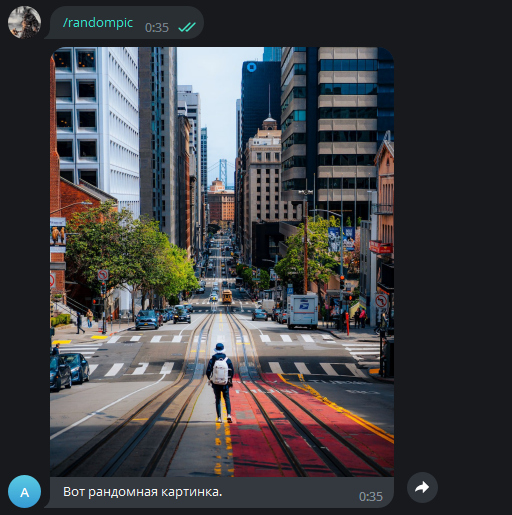 /randompic 0:35
A
Вот рандомная картинка.
0:35